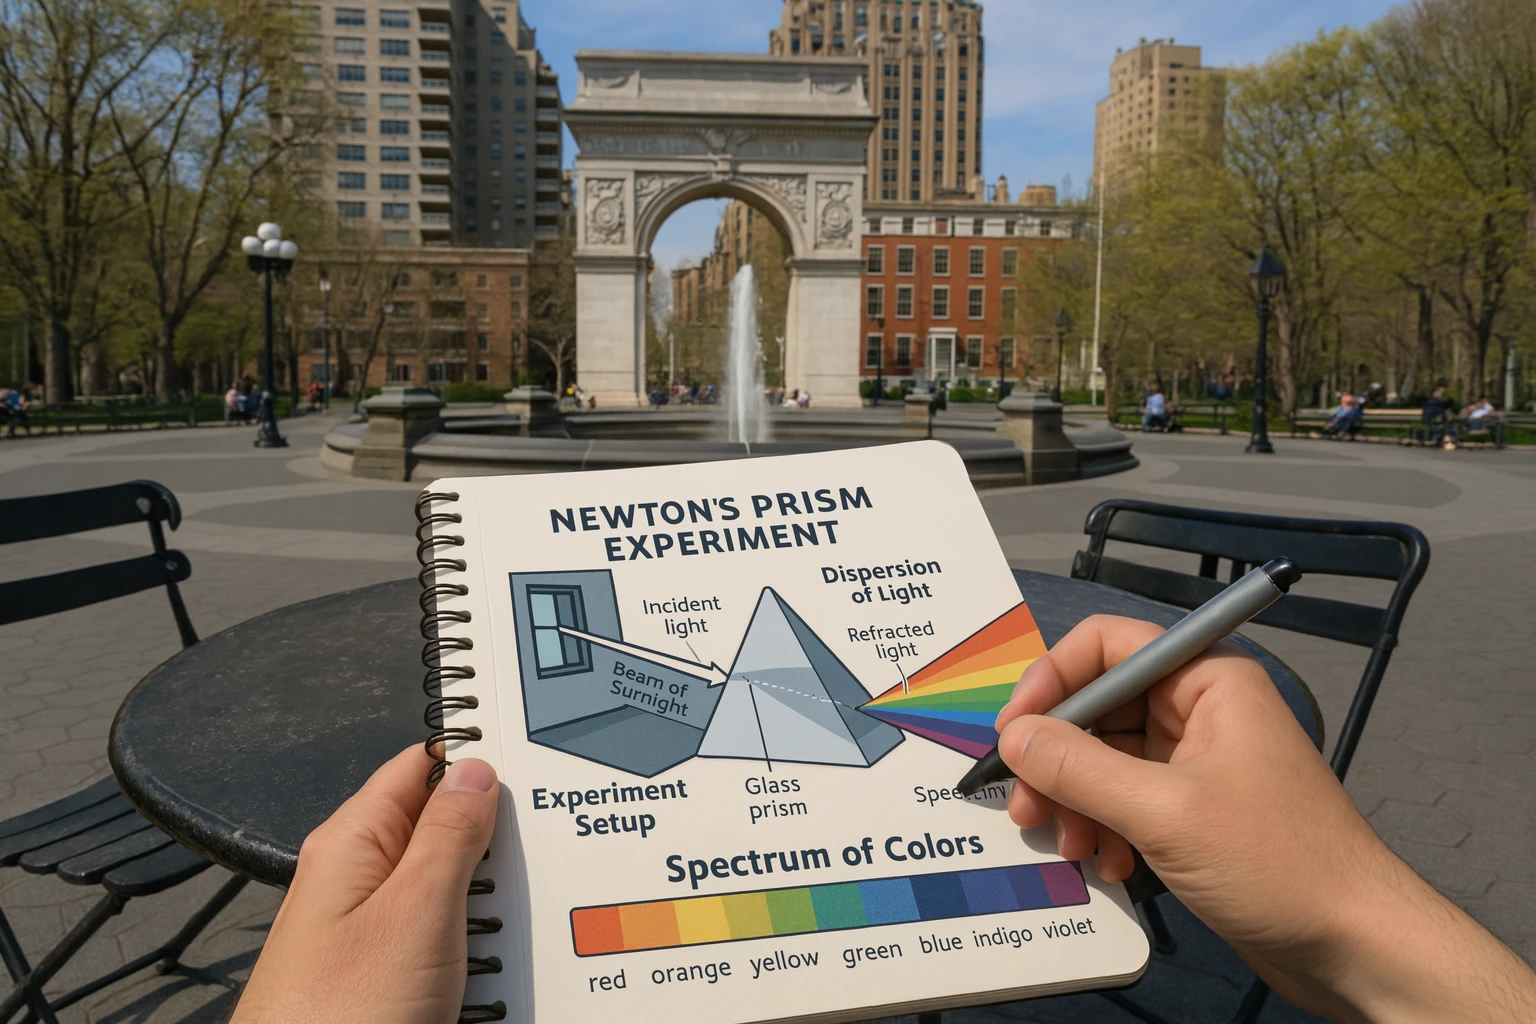 NEWTON'S PRISM
EXPERIMENT
Dispersion
of Light
Incident
light
Refracted
light
Beam of
Surnight
Experiment
Setup
Glass
prism
Spectrum of Colors
red orange yellow green blue indigo violet